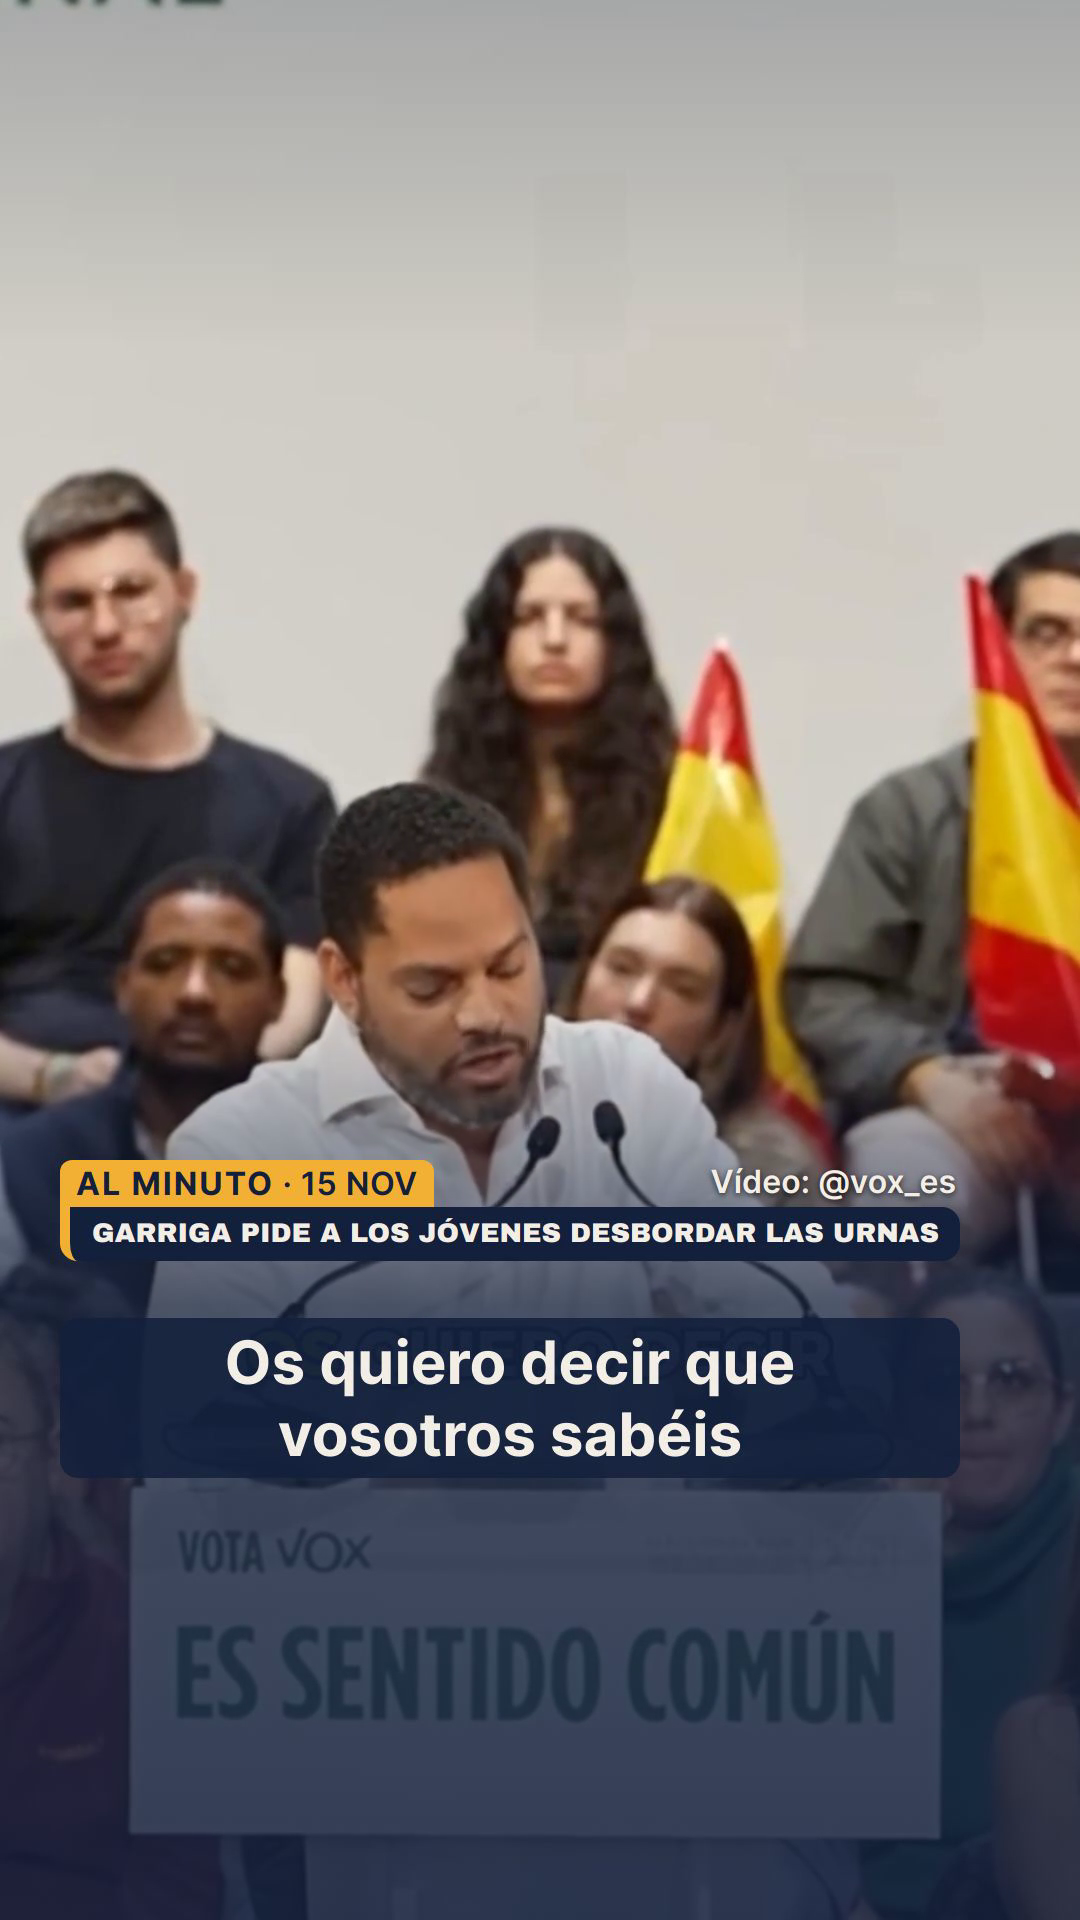 AL MINUTO · 15 NOV
Vídeo: @vox_es
GARRIGA PIDE A LOS JÓVENES DESBORDAR LAS URNAS
Os quiero decir que
vosotros sabéis
VOTA VOX
ES SENTIDO COMÚN